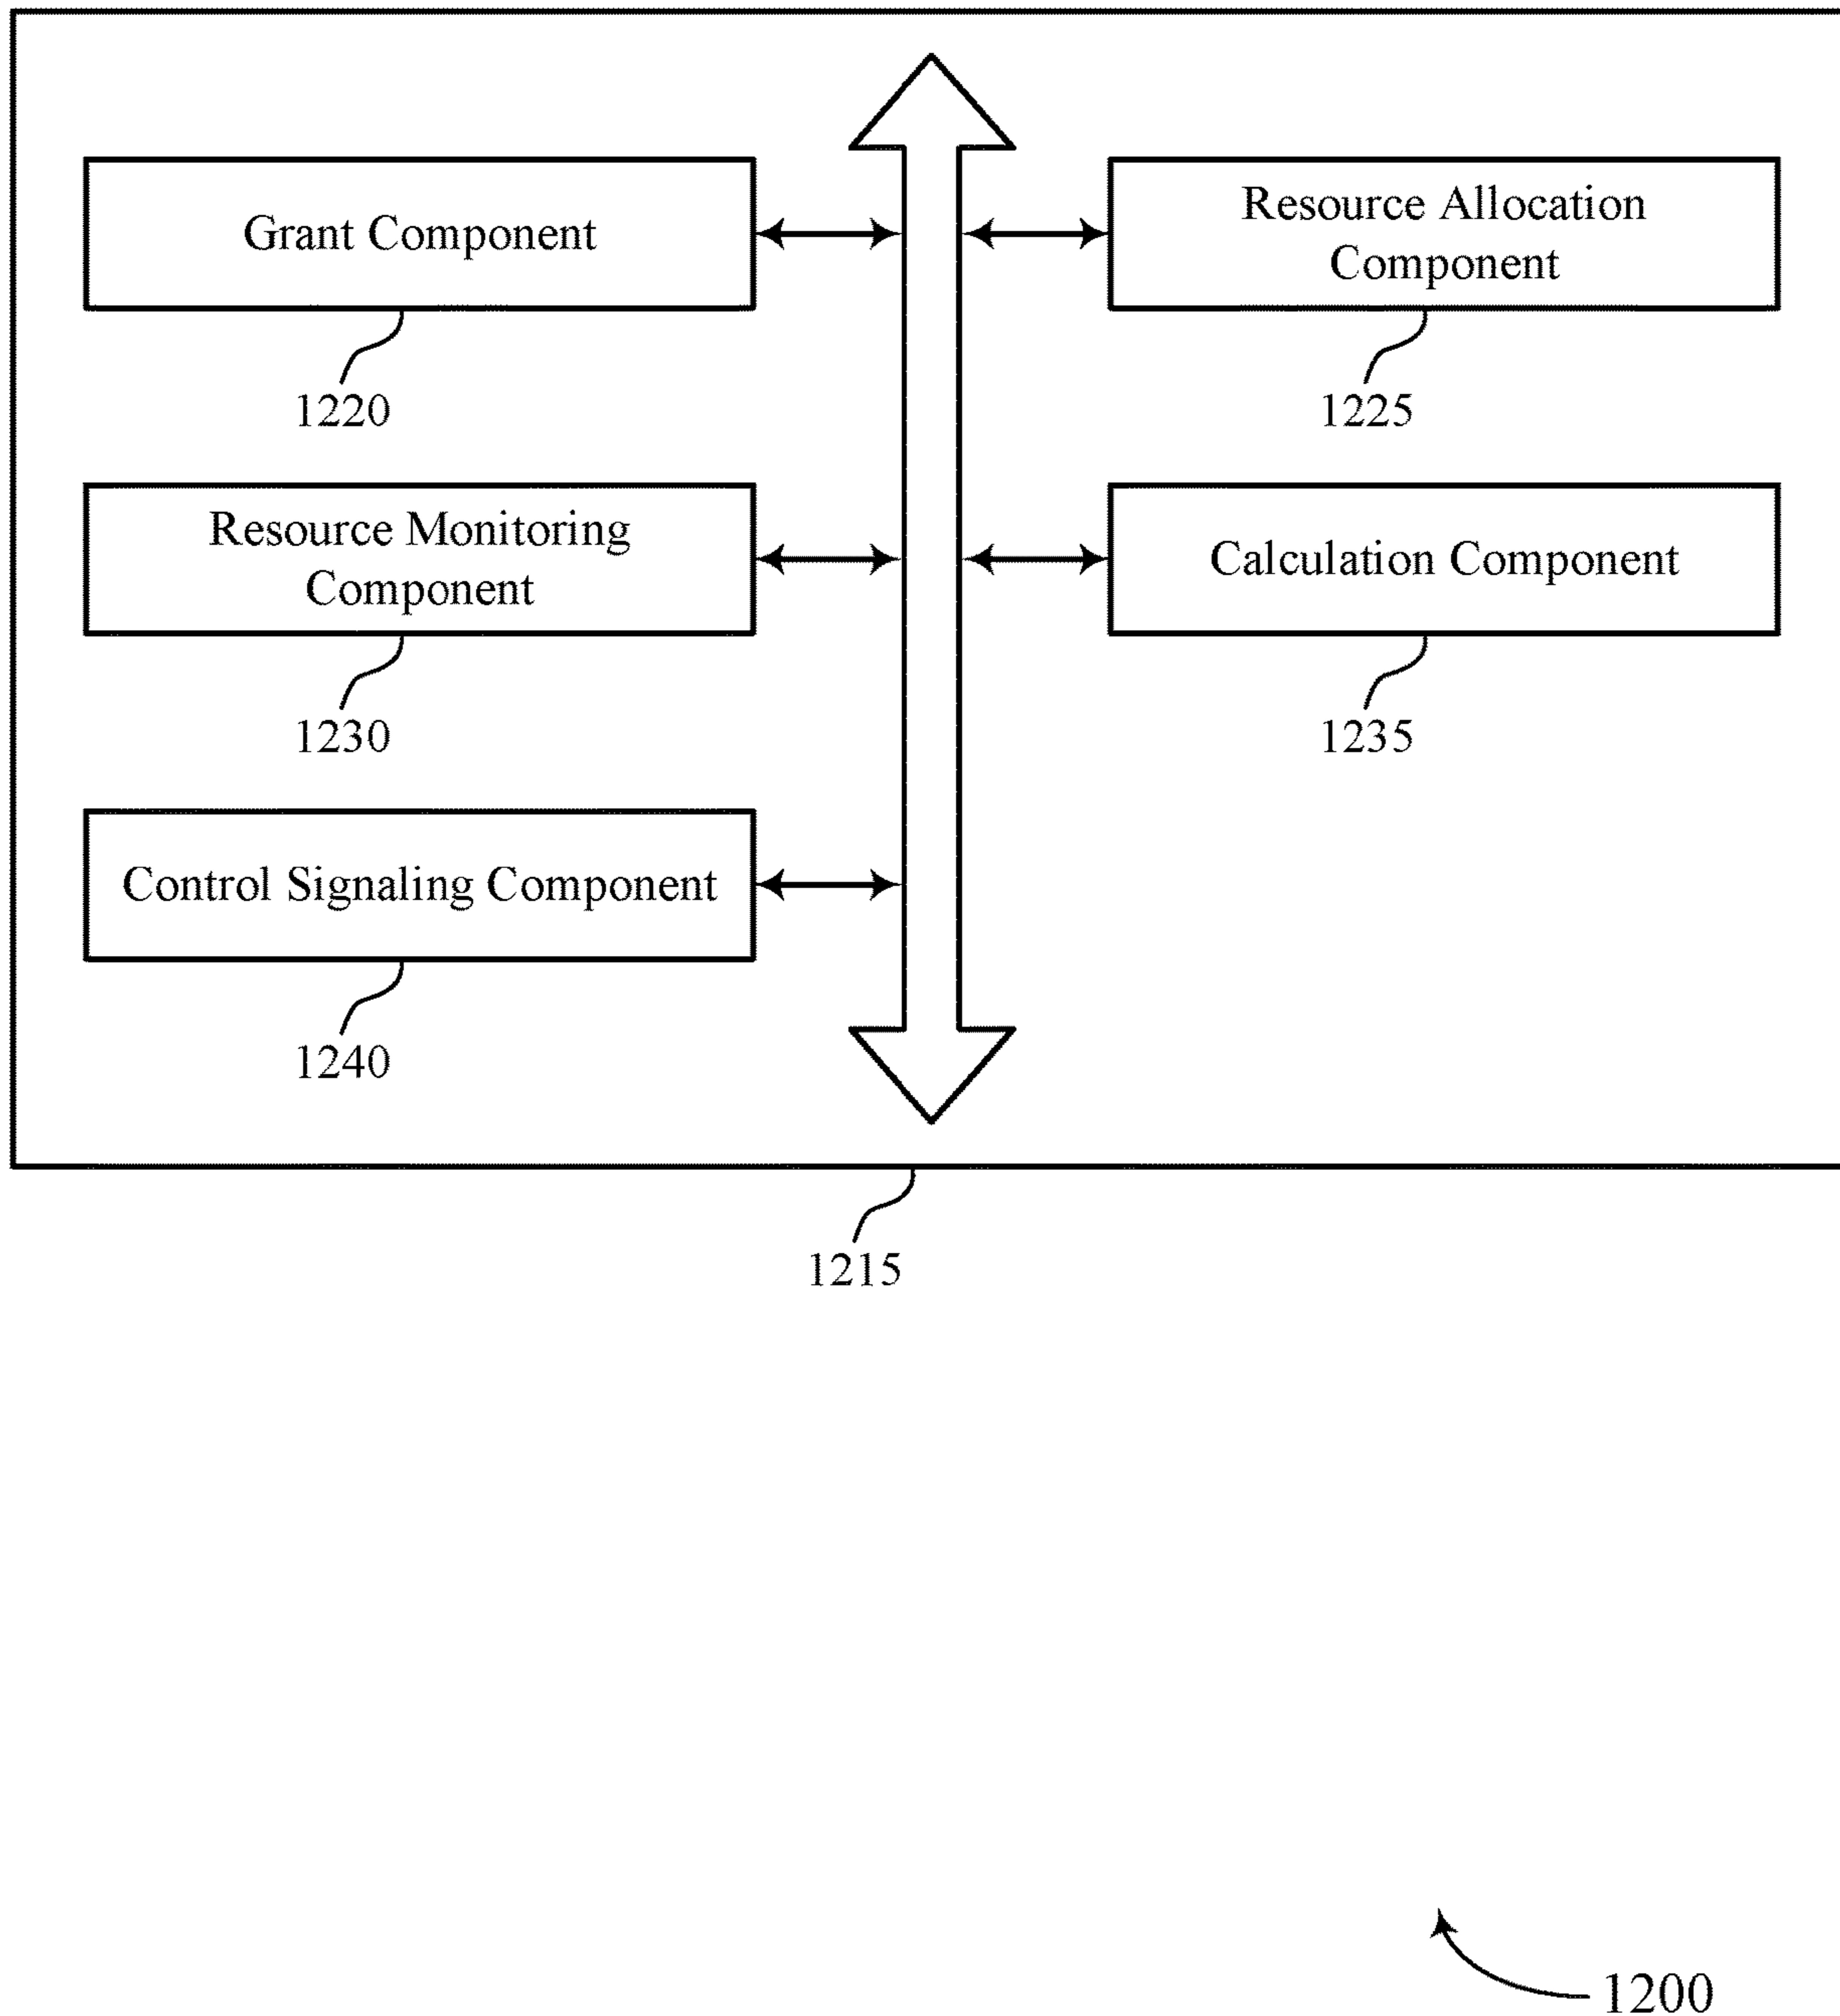 Grant Component
1220
Resource Allocation
Component
1225
Resource Monitoring
Component
1230
Calculation Component
1235
Control Signaling Component
1240
1215
1200